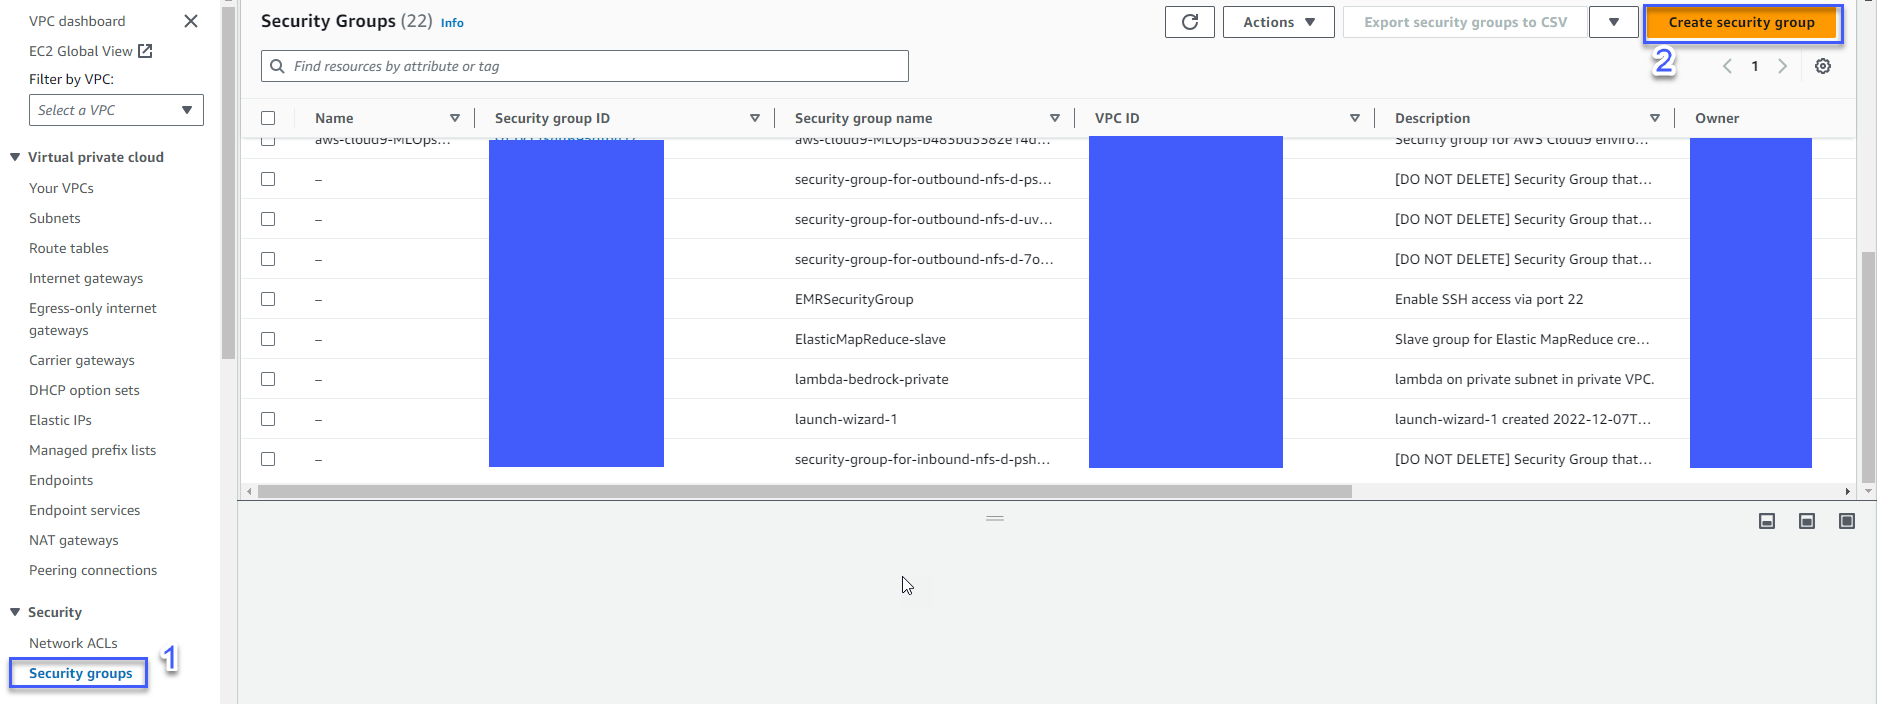 VPC dashboard
EC2 Global View
Filter by VPC:
Select a VPC
Virtual private cloud
Your VPCs
Subnets
Route tables
Internet gateways
Egress-only internet
gateways
Carrier gateways
DHCP option sets
Elastic IPs
Managed prefix lists
Endpoints
Endpoint services
NAT gateways
Peering connections
Security
Network ACLs
Security groups
1
Security Groups (22) Info
Actions
Export security groups to CSV
Create security group
2
Find resources by attribute or tag
1
Name Security group ID Security group name VPC ID Description Owner
aws-cloud9-MLOps... Security group for AWS Cloud9 enviro...
– security-group-for-outbound-nfs-d-ps... [DO NOT DELETE] Security Group that...
– security-group-for-outbound-nfs-d-uv... [DO NOT DELETE] Security Group that...
– security-group-for-outbound-nfs-d-7o... [DO NOT DELETE] Security Group that...
– EMRSecurityGroup Enable SSH access via port 22
– ElasticMapReduce-slave Slave group for Elastic MapReduce cre...
– lambda-bedrock-private lambda on private subnet in private VPC.
– launch-wizard-1 launch-wizard-1 created 2022-12-07T...
– security-group-for-inbound-nfs-d-psh... [DO NOT DELETE] Security Group that...